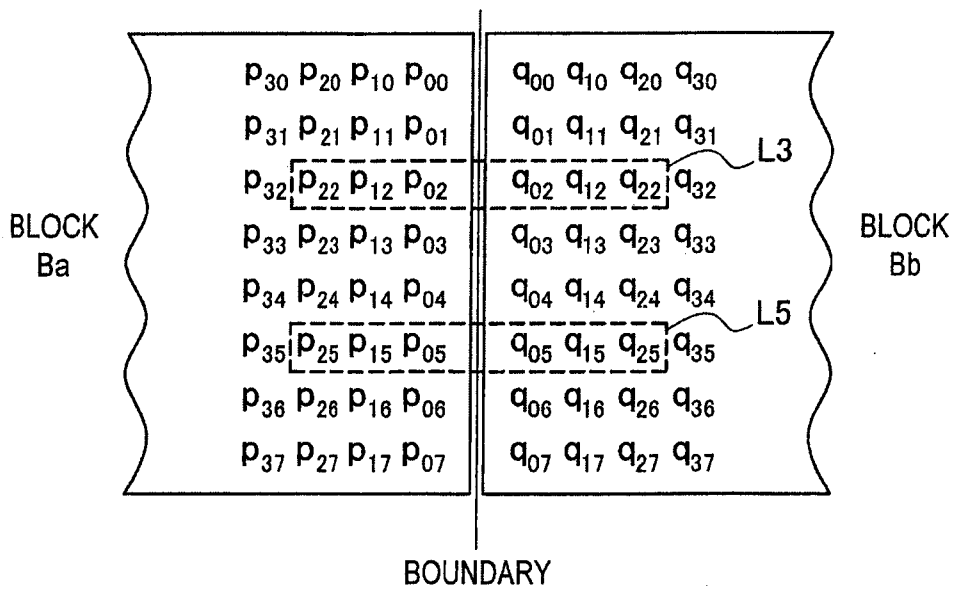 p30 p20 p10 p00 q00 q10 q20 q30
p31 p21 p11 p01 q01 q11 q21 q31
L3
p32 p22 p12 p02 q02 q12 q22 q32
BLOCK Ba
p33 p23 p13 p03 q03 q13 q23 q33
BLOCK Bb
p34 p24 p14 p04 q04 q14 q24 q34
L5
p35 p25 p15 p05 q05 q15 q25 q35
p36 p26 p16 p06 q06 q16 q26 q36
p37 p27 p17 p07 q07 q17 q27 q37
BOUNDARY